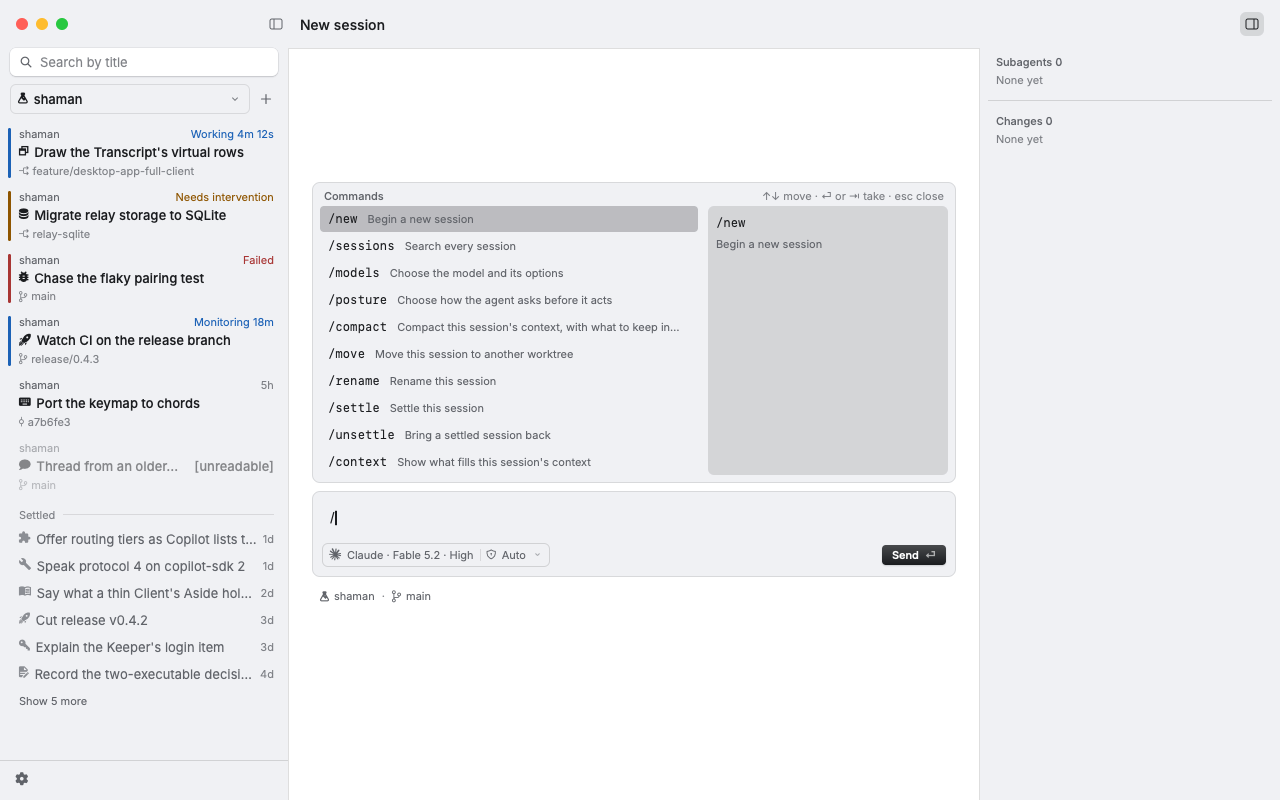 New session
Search by title
shaman
shaman Working 4m 12s
Draw the Transcript's virtual rows
feature/desktop-app-full-client
shaman Needs intervention
Migrate relay storage to SQLite
relay-sqlite
shaman Failed
Chase the flaky pairing test
main
shaman Monitoring 18m
Watch CI on the release branch
release/0.4.3
shaman 5h
Port the keymap to chords
a7b6fe3
shaman
Thread from an older... [unreadable]
main
Settled
Offer routing tiers as Copilot lists t... 1d
Speak protocol 4 on copilot-sdk 2 1d
Say what a thin Client's Aside hol... 2d
Cut release v0.4.2 3d
Explain the Keeper's login item 3d
Record the two-executable decisi... 4d
Show 5 more
Commands ↑↓ move · ⏎ or ⇥ take · esc close
/new Begin a new session
/sessions Search every session
/models Choose the model and its options
/posture Choose how the agent asks before it acts
/compact Compact this session's context, with what to keep in...
/move Move this session to another worktree
/rename Rename this session
/settle Settle this session
/unsettle Bring a settled session back
/context Show what fills this session's context
/new
Begin a new session
/
Claude · Fable 5.2 · High Auto Send ⏎
shaman · main
Subagents 0
None yet
Changes 0
None yet